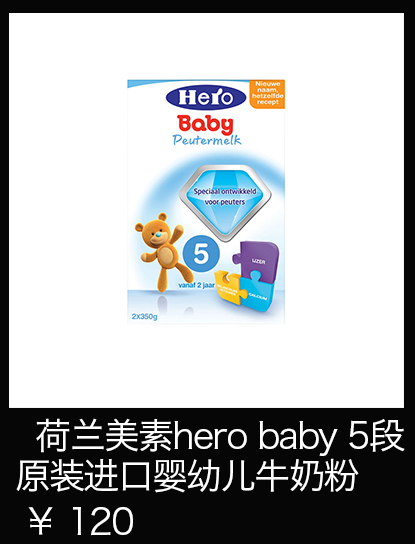 Hero
Nieuwe
naam,
hetzelfde
recept
Baby
Peutermelk
Speciaal ontwikkeld
voor peuters
5
IJZER
CALCIUM
vanaf 2 jaar
2x350g
荷兰美素hero baby 5段
原装进口婴幼儿牛奶粉
¥ 120